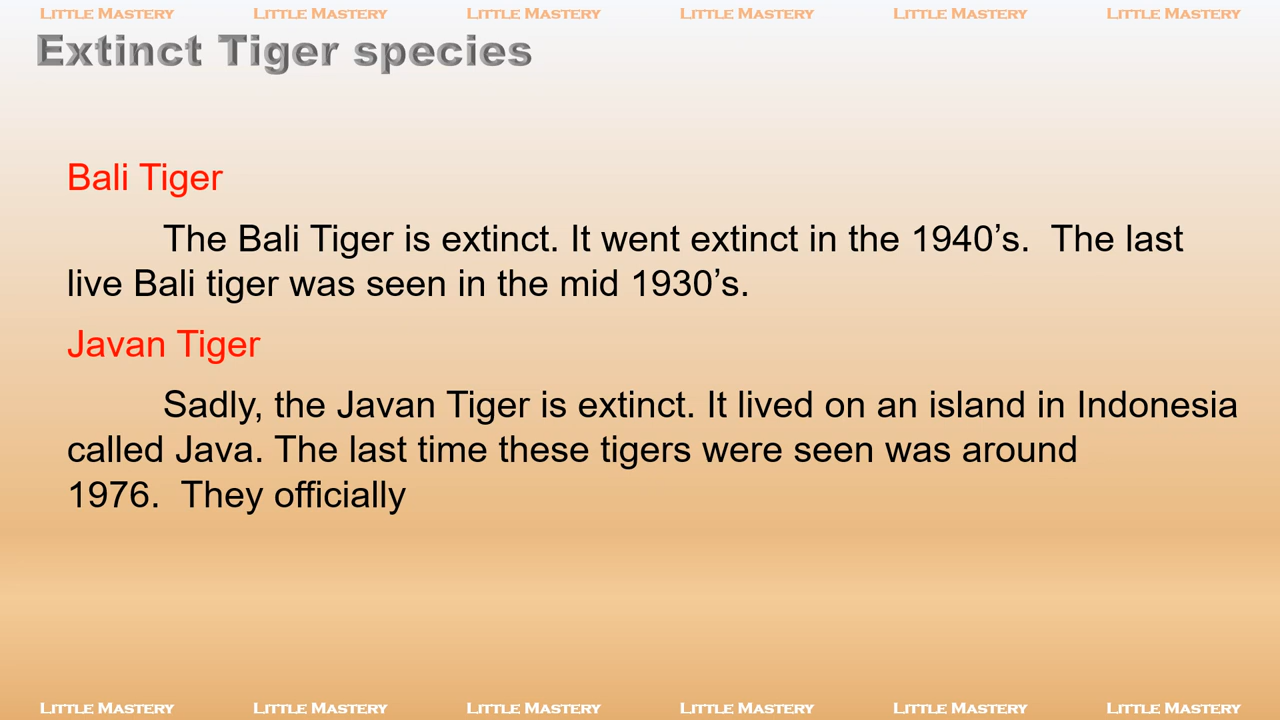 LITTLE MASTERY LITTLE MASTERY LITTLE MASTERY LITTLE MASTERY LITTLE MASTERY LITTLE MASTERY
Extinct Tiger species
Bali Tiger
The Bali Tiger is extinct. It went extinct in the 1940’s. The last
live Bali tiger was seen in the mid 1930’s.
Javan Tiger
Sadly, the Javan Tiger is extinct. It lived on an island in Indonesia
called Java. The last time these tigers were seen was around
1976. They officially
LITTLE MASTERY LITTLE MASTERY LITTLE MASTERY LITTLE MASTERY LITTLE MASTERY LITTLE MASTERY